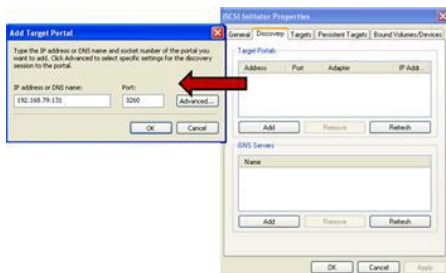 Add Target Portal
Type the IP address or DNS name and socket number of the portal you
want to add. Click Advanced to select specific settings for the discovery
session to the portal.
IP address or DNS name:
Port:
192.168.79.131
3260
Advanced...
OK
Cancel
iSCSI Initiator Properties
General
Discovery
Targets
Persistent Targets
Bound Volumes/Devices
Target Portals
Address
Port
Adapter
IP Addr...
Add
Remove
Refresh
iSNS Servers
Name
Add
Remove
Refresh
OK
Cancel
Apply